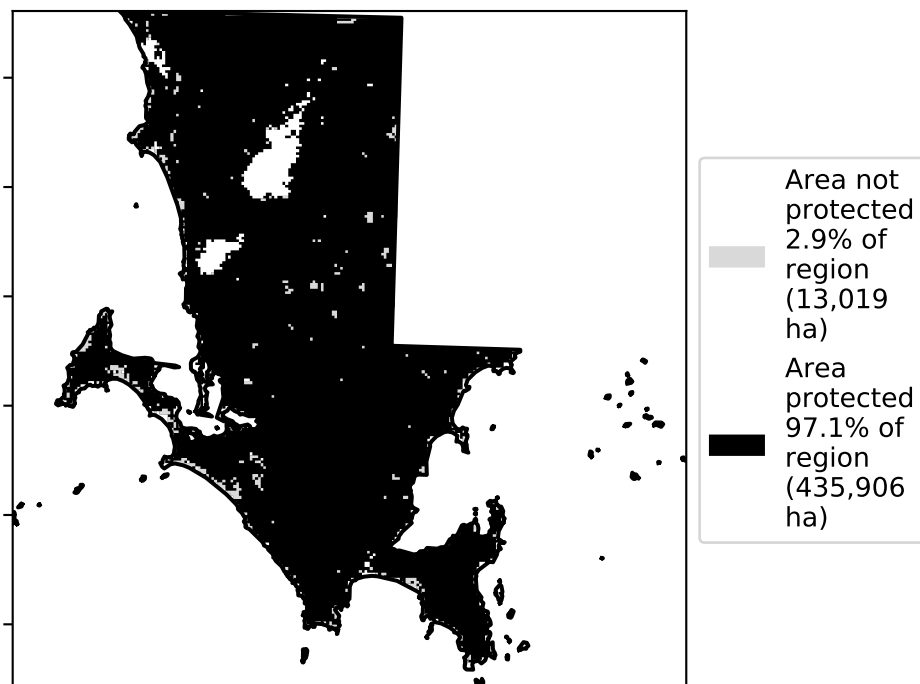 Area not
protected
2.9% of
region
(13,019
ha)
Area
protected
97.1% of
region
(435,906
ha)